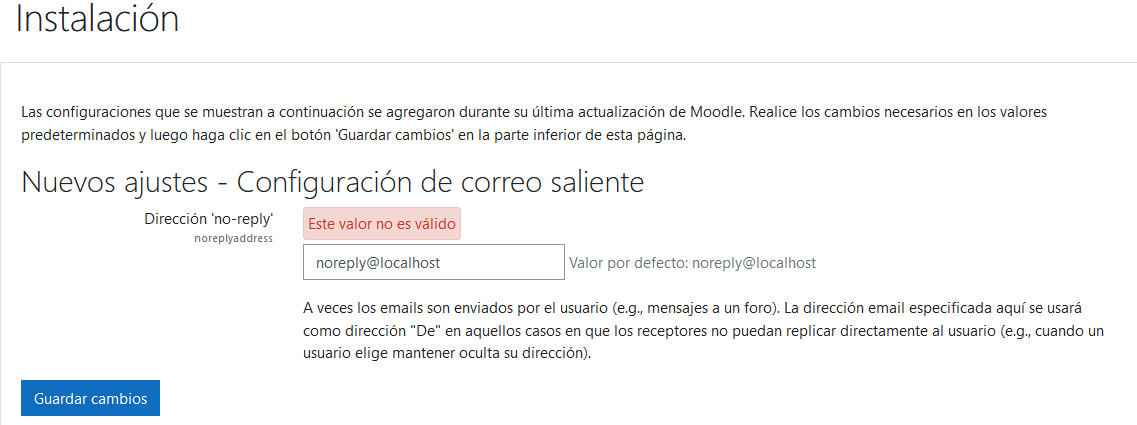 Instalación
Las configuraciones que se muestran a continuación se agregaron durante su última actualización de Moodle. Realice los cambios necesarios en los valores
predeterminados y luego haga clic en el botón 'Guardar cambios' en la parte inferior de esta página.
Nuevos ajustes - Configuración de correo saliente
Dirección 'no-reply'
noreplyaddress
Este valor no es válido
noreply@localhost Valor por defecto: noreply@localhost
A veces los emails son enviados por el usuario (e.g., mensajes a un foro). La dirección email especificada aquí se usará
como dirección "De" en aquellos casos en que los receptores no puedan replicar directamente al usuario (e.g., cuando un
usuario elige mantener oculta su dirección).
Guardar cambios